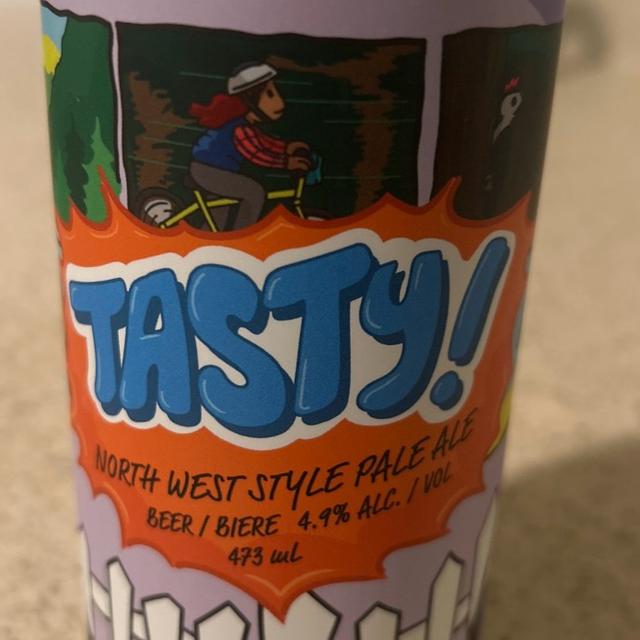 TASTY!
NORTH WEST STYLE PALE ALE
BEER / BIERE 4.9% ALC. / VOL
473 mL